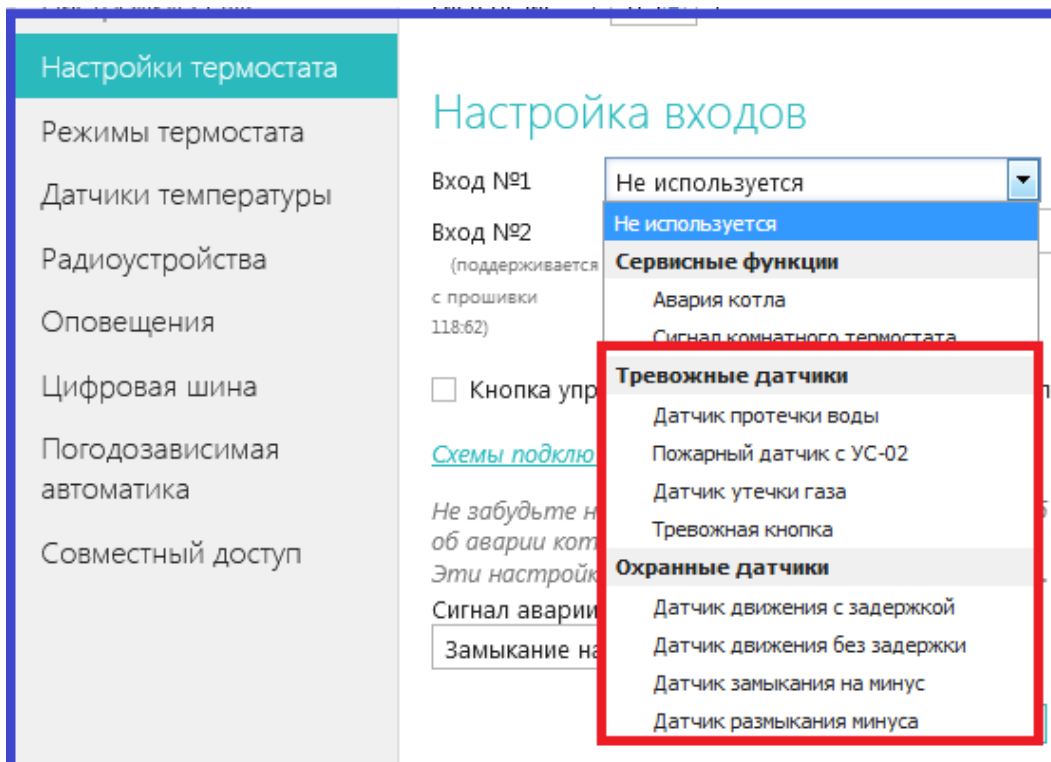 Настройки термостата
Режимы термостата
Датчики температуры
Радиоустройства
Оповещения
Цифровая шина
Погодозависимая
автоматика
Совместный доступ
Настройка входов
Вход №1
Не используется
Вход №2
(поддерживается
с прошивки
118:62)
Не используется
Сервисные функции
Авария котла
Сигнал комнатного термостата
Тревожные датчики
Датчик протечки воды
Пожарный датчик с УС-02
Датчик утечки газа
Тревожная кнопка
Охранные датчики
Датчик движения с задержкой
Датчик движения без задержки
Датчик замыкания на минус
Датчик размыкания минуса
Кнопка упр
Схемы подклю
Не забудьте н
об аварии кот
Эти настройк
Сигнал аварии
Замыкание на